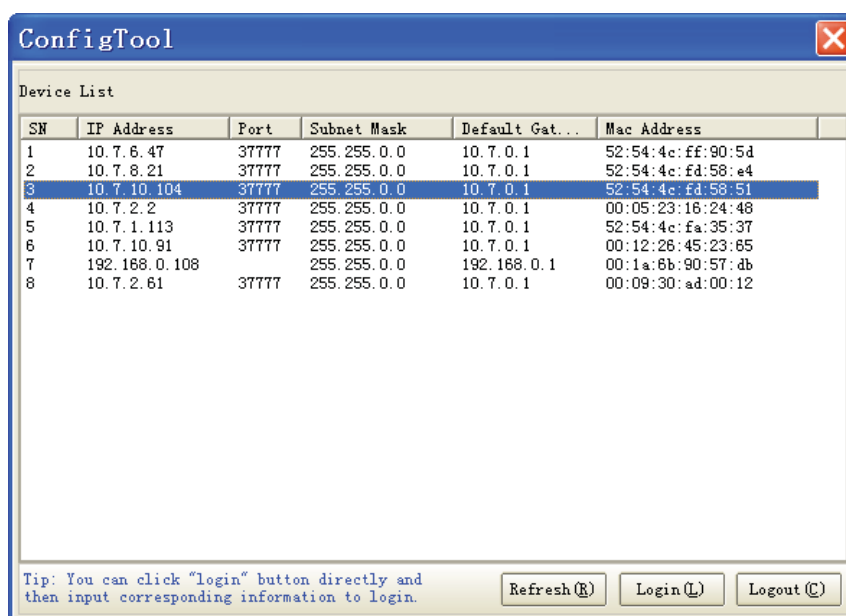 ConfigTool
Device List
SN IP Address Port Subnet Mask Default Gat... Mac Address
1 10.7.6.47 37777 255.255.0.0 10.7.0.1 52:54:4c:ff:90:5d
2 10.7.8.21 37777 255.255.0.0 10.7.0.1 52:54:4c:fd:58:e4
3 10.7.10.104 37777 255.255.0.0 10.7.0.1 52:54:4c:fd:58:51
4 10.7.2.2 37777 255.255.0.0 10.7.0.1 00:05:23:16:24:48
5 10.7.1.113 37777 255.255.0.0 10.7.0.1 52:54:4c:fa:35:37
6 10.7.10.91 37777 255.255.0.0 10.7.0.1 00:12:26:45:23:65
7 192.168.0.108 255.255.0.0 192.168.0.1 00:1a:6b:90:57:db
8 10.7.2.61 37777 255.255.0.0 10.7.0.1 00:09:30:ad:00:12
Tip: You can click "login" button directly and
then input corresponding information to login.
Refresh(R) Login(L) Logout(C)